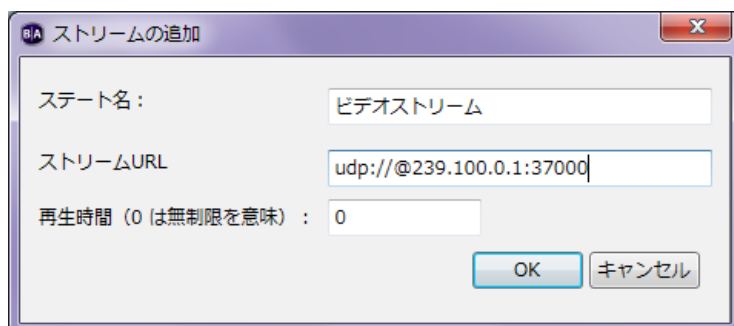 BA ストリームの追加
ステート名：
ビデオストリーム
ストリームURL
udp://@239.100.0.1:37000
再生時間（0 は無制限を意味）：
0
OK
キャンセル